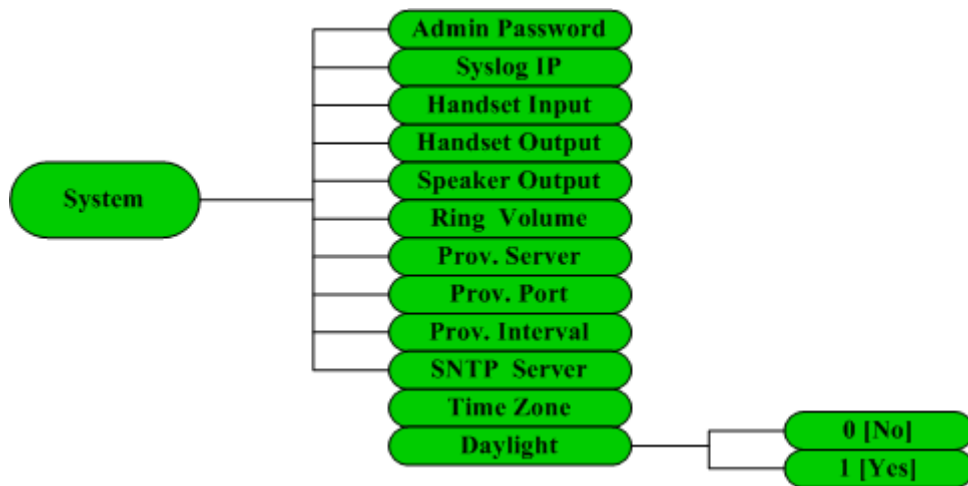 System
Admin Password
Syslog IP
Handset Input
Handset Output
Speaker Output
Ring Volume
Prov. Server
Prov. Port
Prov. Interval
SNTP Server
Time Zone
Daylight
0 [No]
1 [Yes]